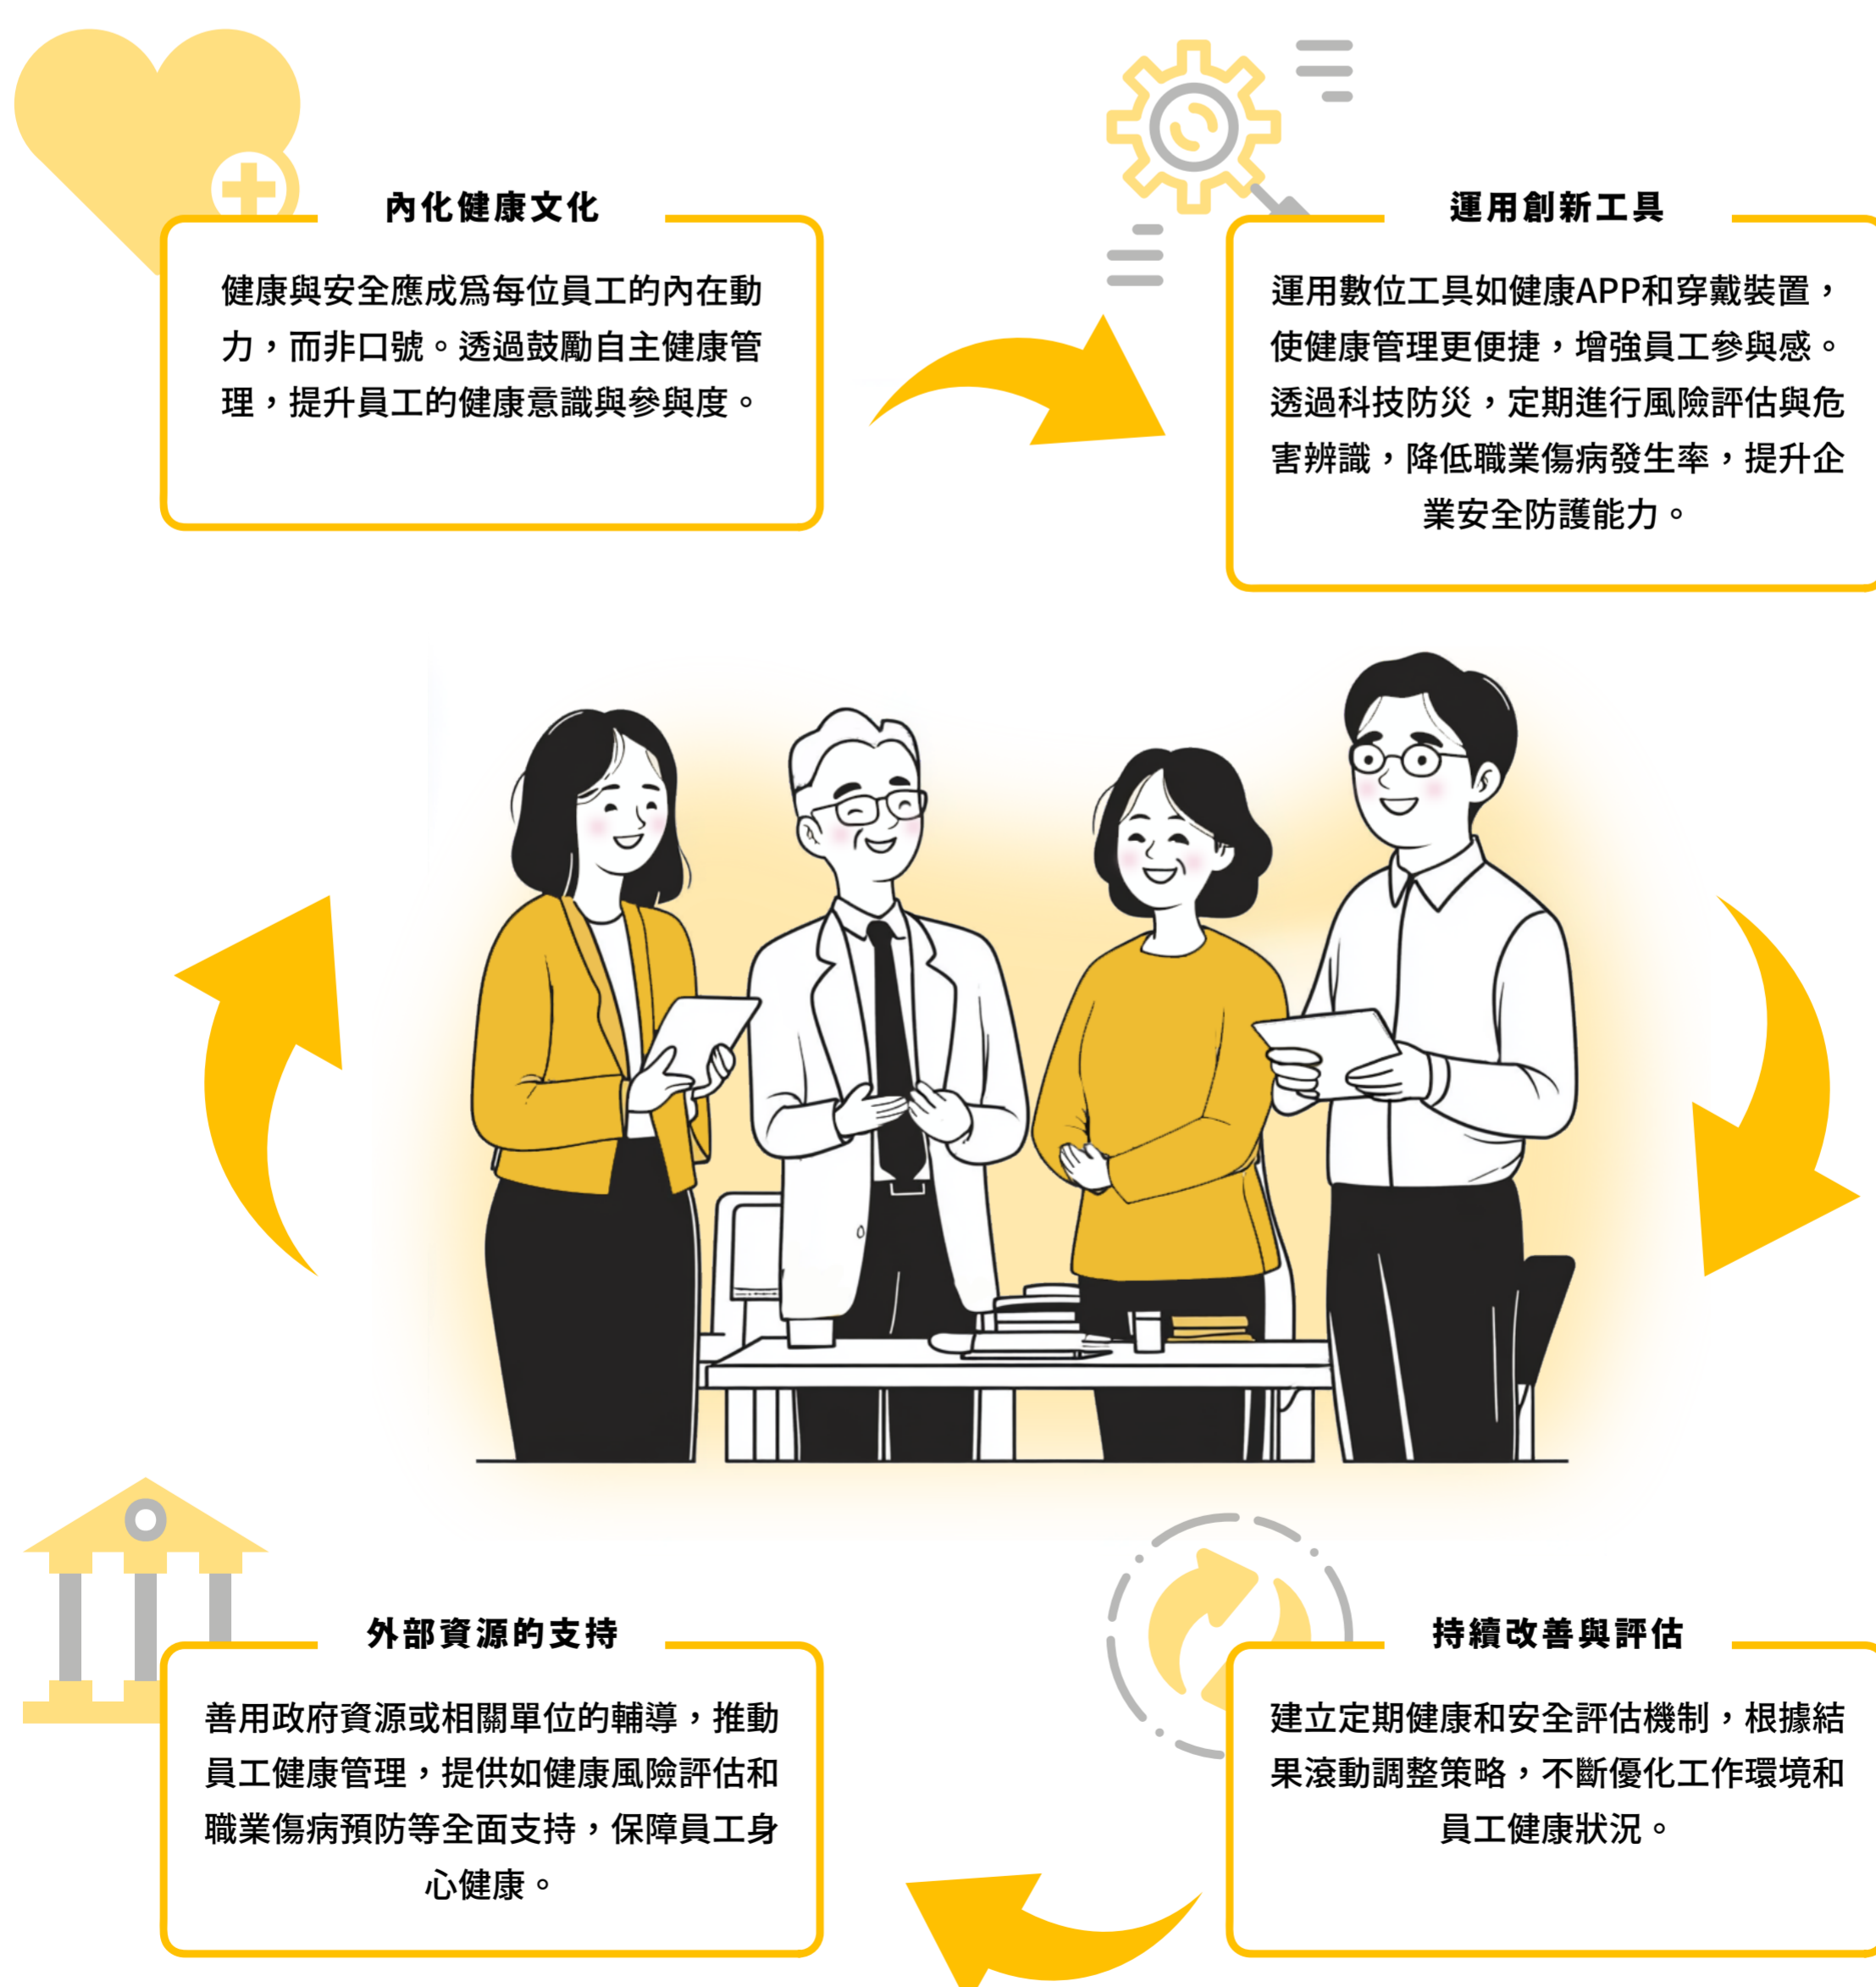 內化健康文化
健康與安全應成為每位員工的內在動
力，而非口號。透過鼓勵自主健康管
理，提升員工的健康意識與參與度。
運用創新工具
運用數位工具如健康APP和穿戴裝置，
使健康管理更便捷，增強員工參與感。
透過科技防災，定期進行風險評估與危
害辨識，降低職業傷病發生率，提升企
業安全防護能力。
外部資源的支持
善用政府資源或相關單位的輔導，推動
員工健康管理，提供如健康風險評估和
職業傷病預防等全面支持，保障員工身
心健康。
持續改善與評估
建立定期健康和安全評估機制，根據結
果滾動調整策略，不斷優化工作環境和
員工健康狀況。